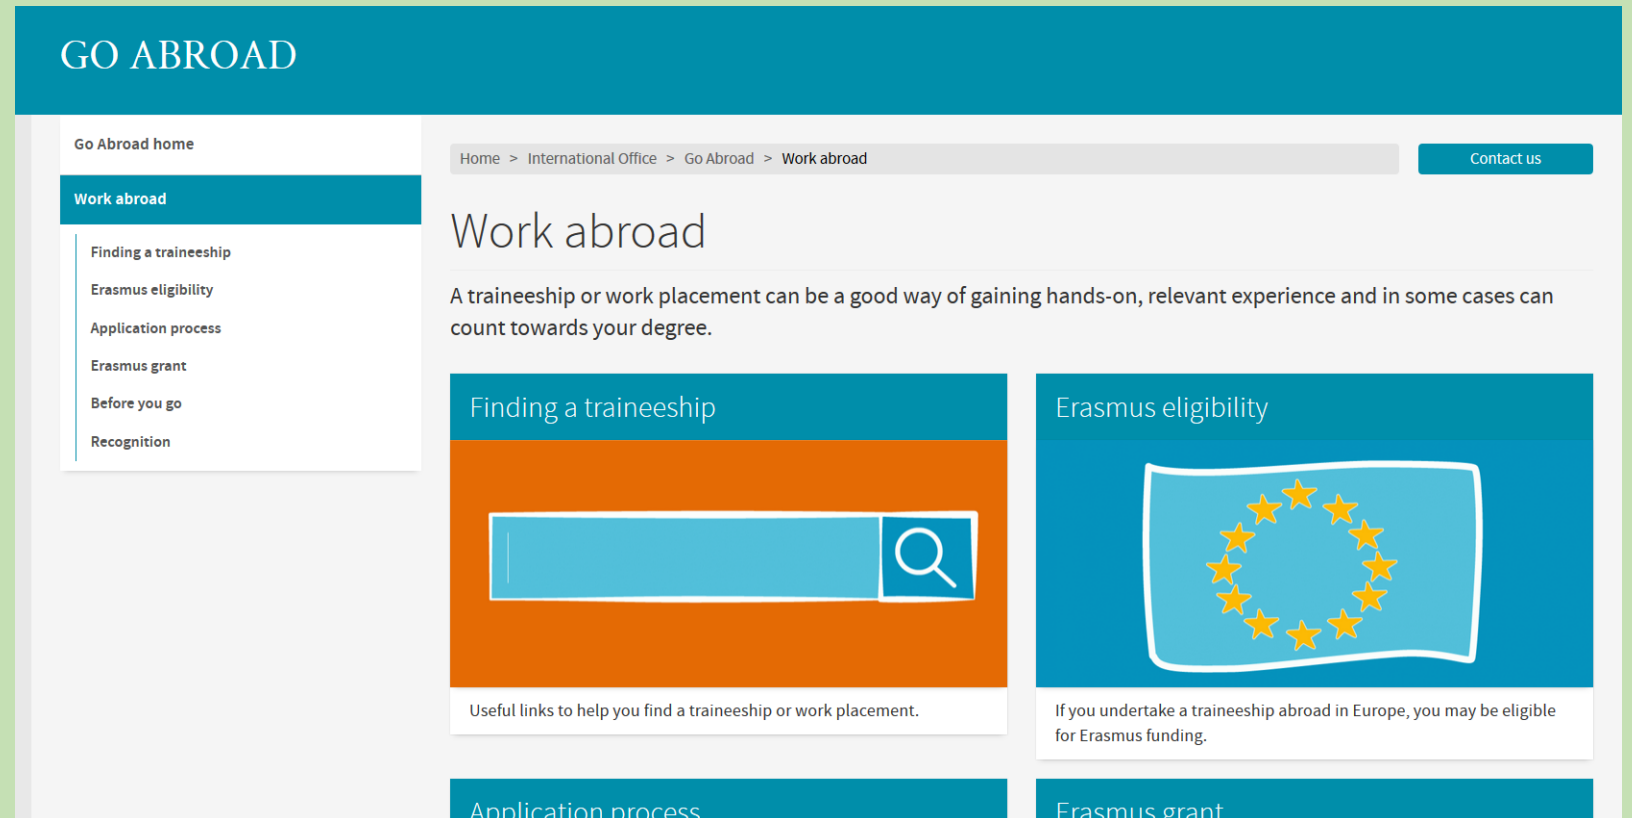 GO ABROAD
Go Abroad home
Work abroad
Finding a traineeship
Erasmus eligibility
Application process
Erasmus grant
Before you go
Recognition
Home > International Office > Go Abroad > Work abroad
Contact us
Work abroad
A traineeship or work placement can be a good way of gaining hands-on, relevant experience and in some cases can
count towards your degree.
Finding a traineeship
Useful links to help you find a traineeship or work placement.
Erasmus eligibility
If you undertake a traineeship abroad in Europe, you may be eligible
for Erasmus funding.
Application process
Erasmus grant